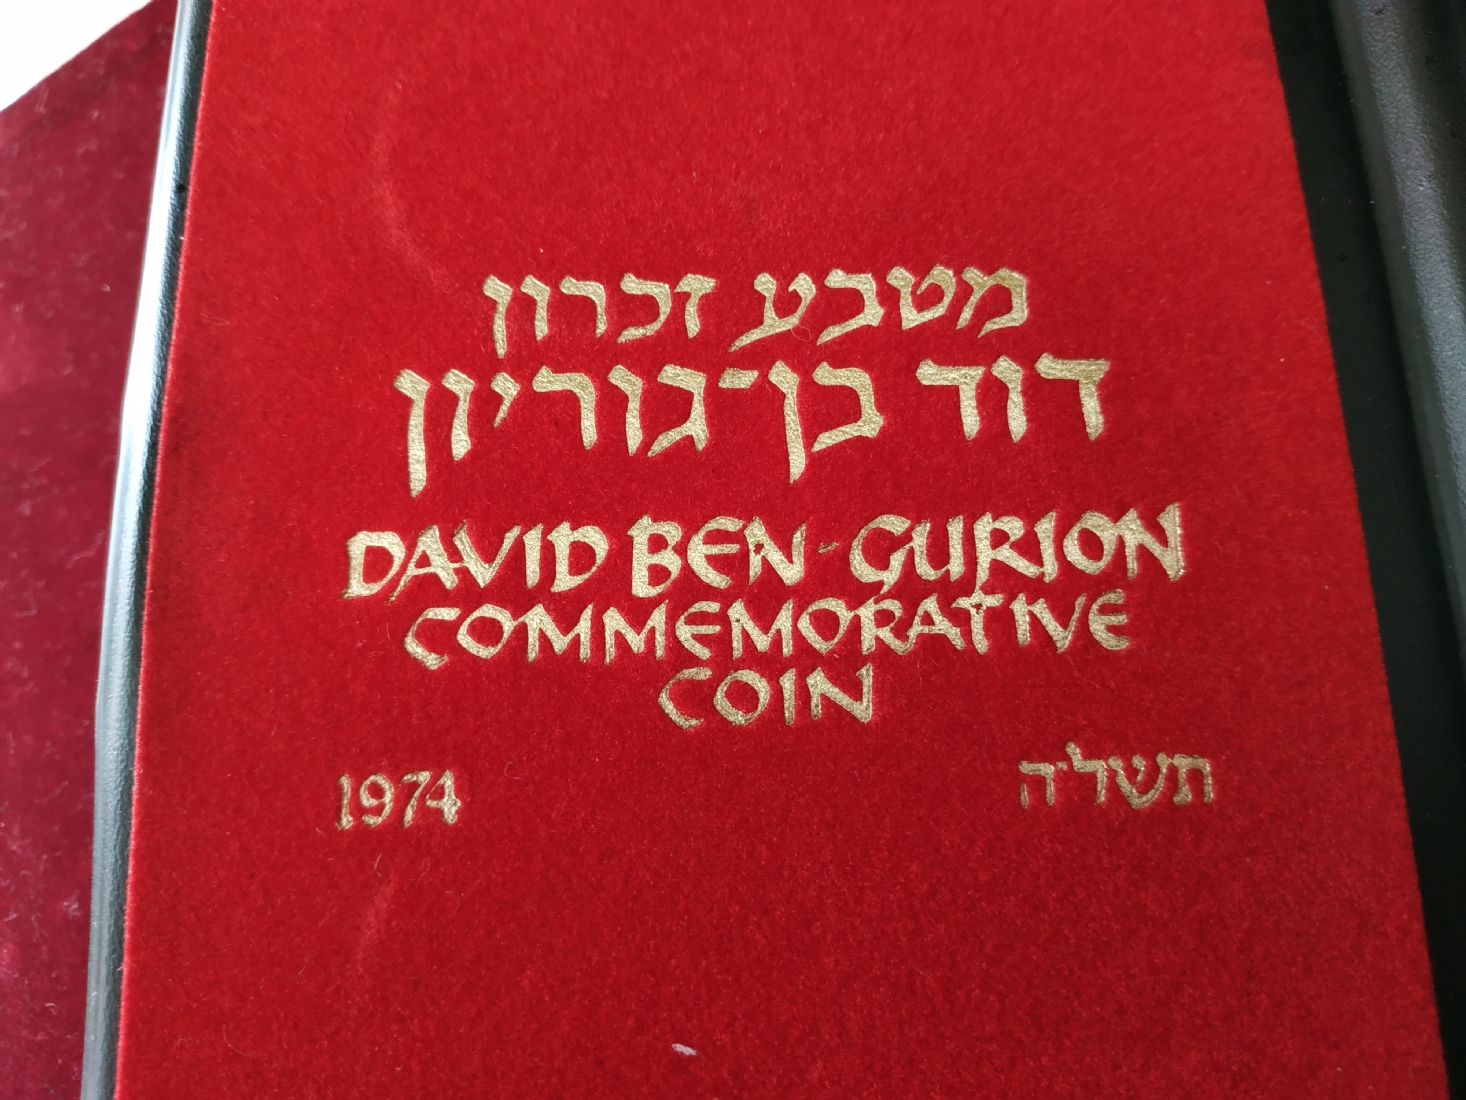 מטבע זכרון
דוד בן־גוריון
DAVID BEN-GURION
COMMEMORATIVE
COIN
1974 תשל״ה